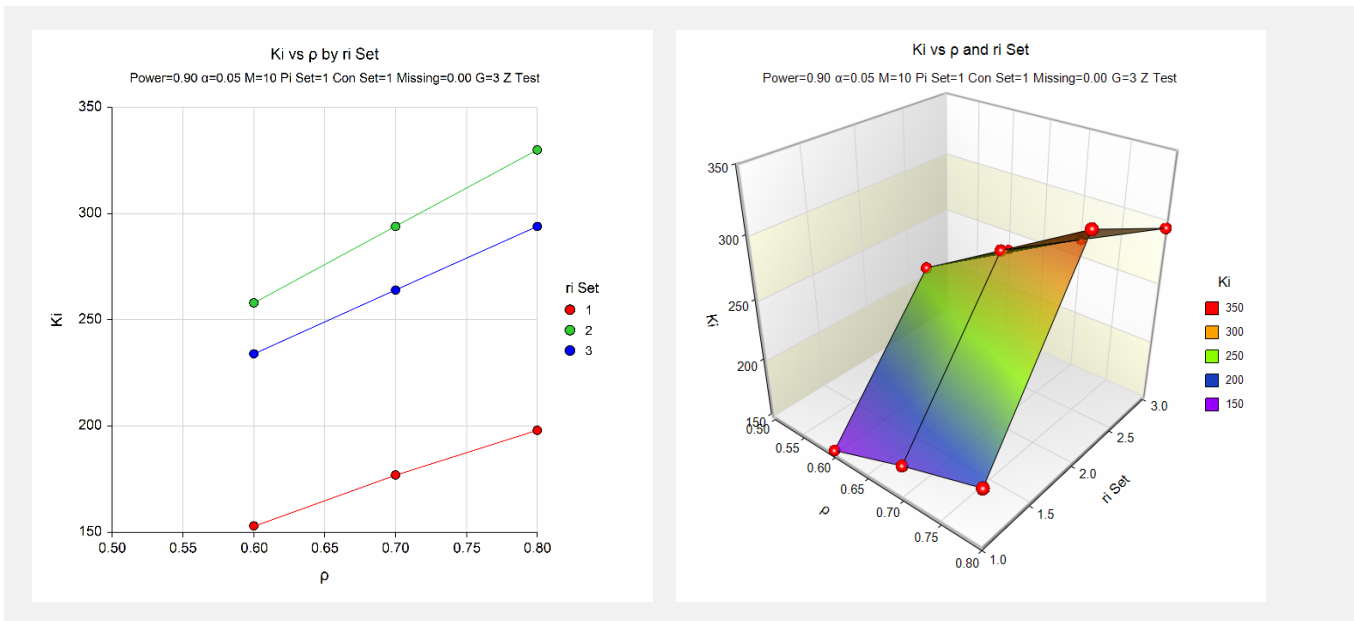 Ki vs ρ by ri Set
Power=0.90 α=0.05 M=10 Pi Set=1 Con Set=1 Missing=0.00 G=3 Z Test
350
300
250
200
150
Ki
0.50 0.55 0.60 0.65 0.70 0.75 0.80
ρ
ri Set
1
2
3
Ki vs ρ and ri Set
Power=0.90 α=0.05 M=10 Pi Set=1 Con Set=1 Missing=0.00 G=3 Z Test
350
300
250
200
150
Ki
0.50
0.55
0.60
0.65
0.70
0.75
0.80
ρ
1.0
1.5
2.0
2.5
3.0
ri Set
Ki
350
300
250
200
150